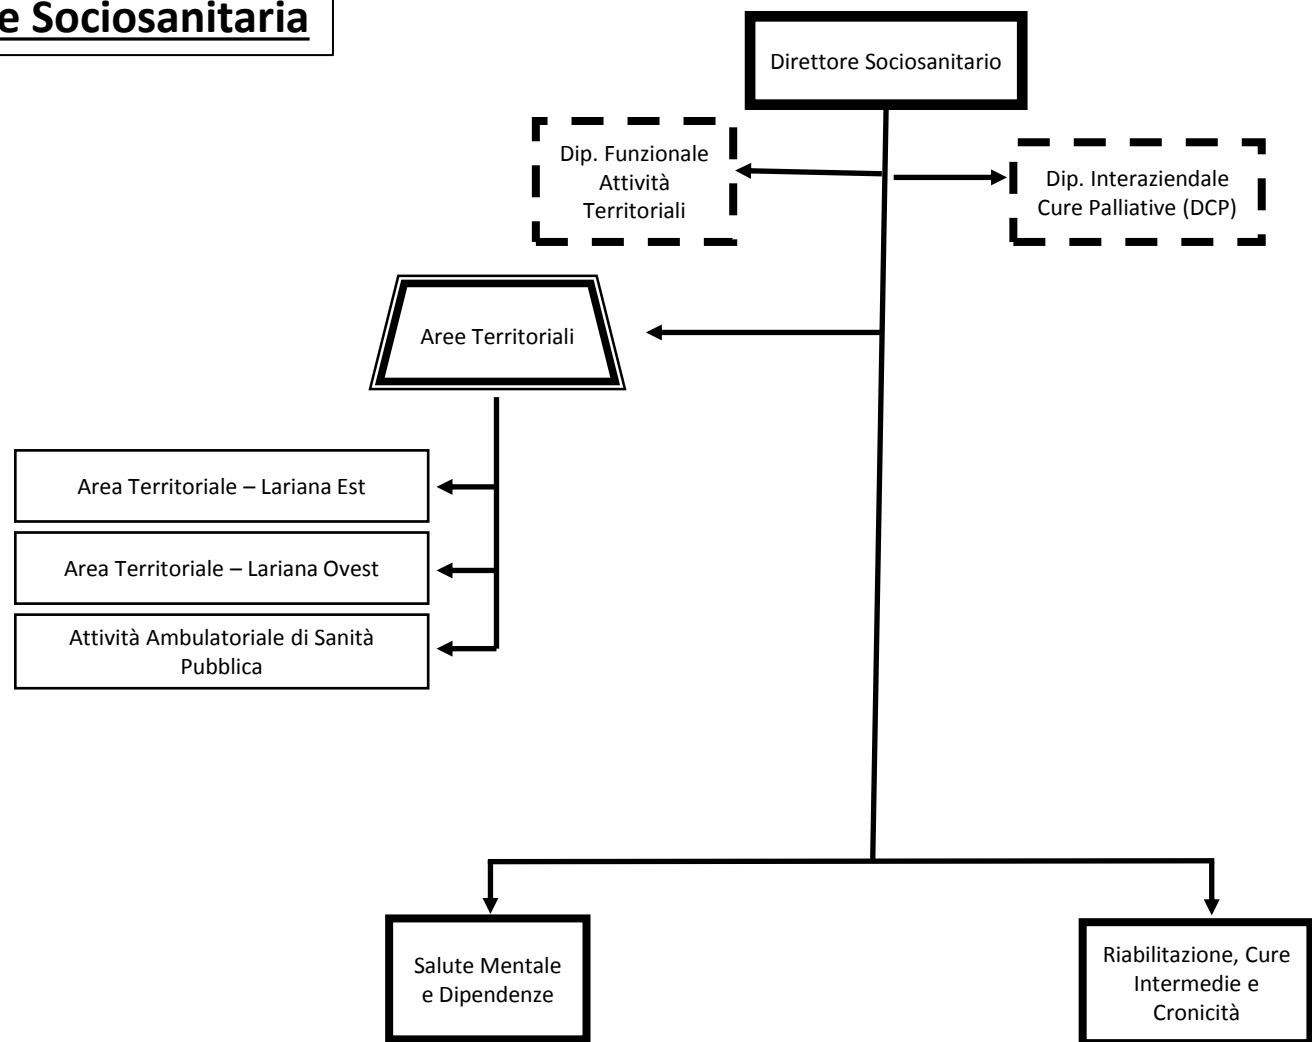 e Sociosanitaria
Direttore Sociosanitario
Dip. Funzionale
Attività
Territoriali
Dip. Interaziendale
Cure Palliative (DCP)
Aree Territoriali
Area Territoriale – Lariana Est
Area Territoriale – Lariana Ovest
Attività Ambulatoriale di Sanità
Pubblica
Salute Mentale
e Dipendenze
Riabilitazione, Cure
Intermedie e
Cronicità